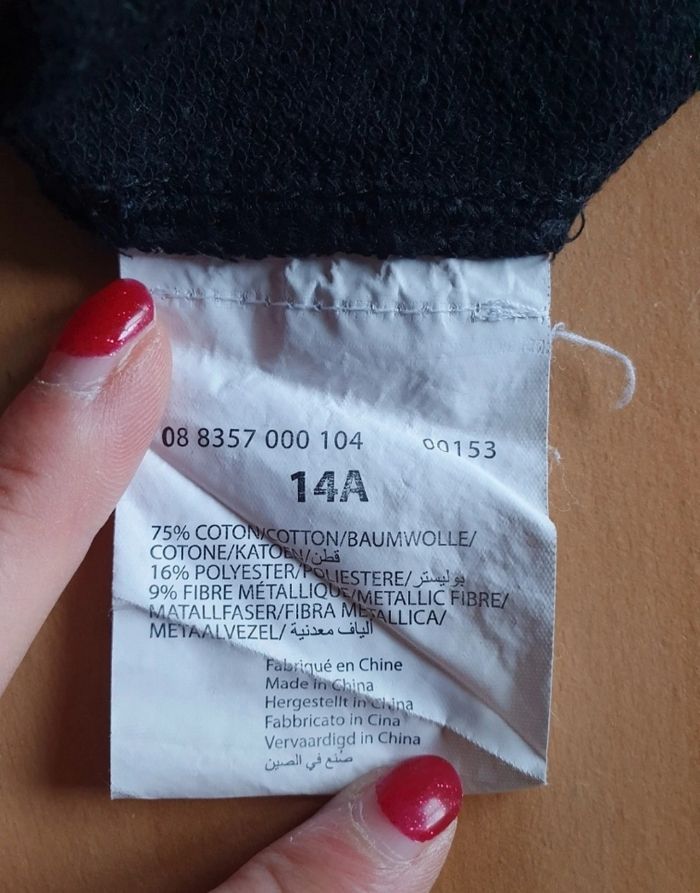 08 8357 000 104 00153
14A
75% COTON/COTTON/BAUMWOLLE/
COTONE/KATOEN/قطن
16% POLYESTER/POLIESTERE/بوليستر
9% FIBRE MÉTALLIQUE/METALLIC FIBRE/
MATALLFASER/FIBRA METALLICA/
METAALVEZEL/ألياف معدنية
Fabriqué en Chine
Made in China
Hergestellt in China
Fabbricato in Cina
Vervaardigd in China
صنع في الصين